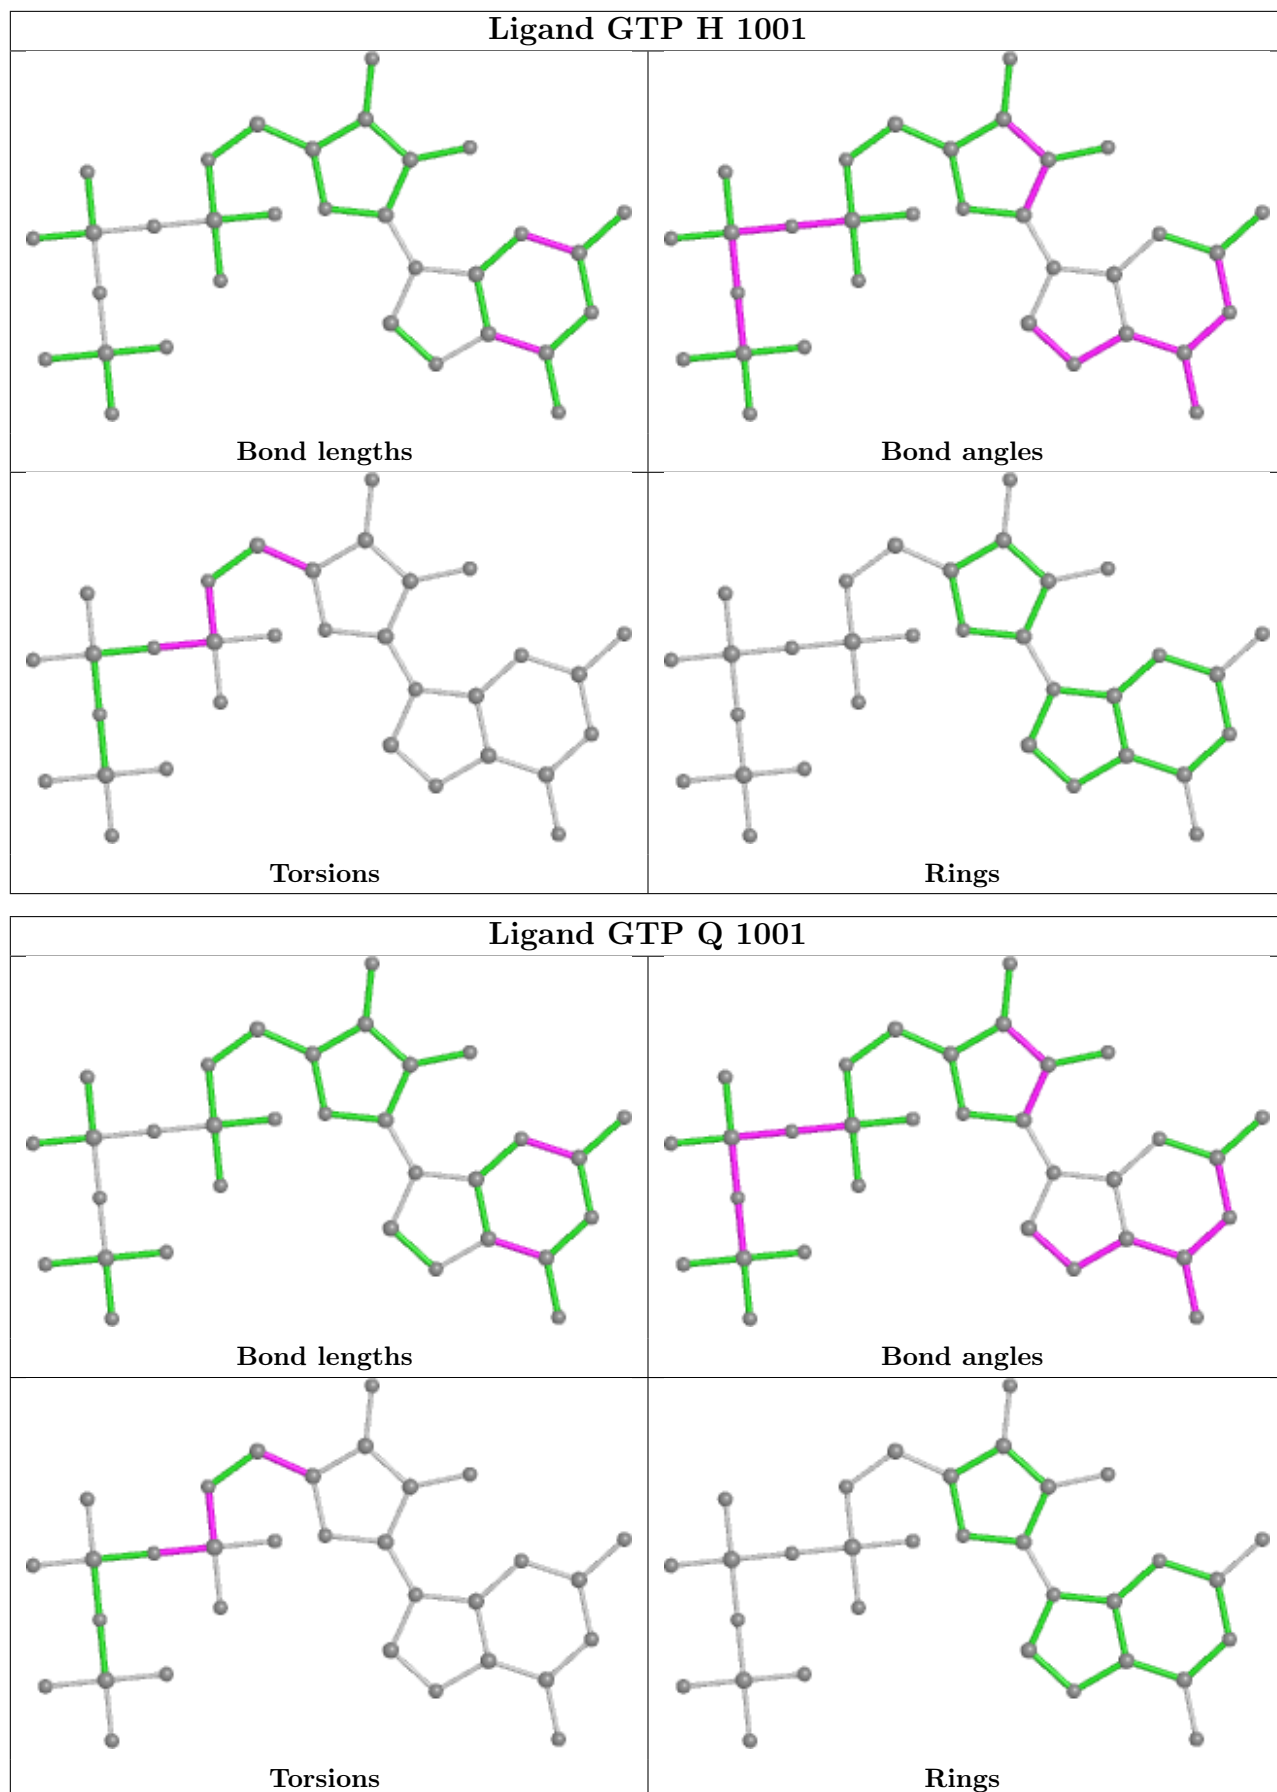 Ligand GTP H 1001
Bond lengths
Bond angles
Torsions
Rings
Ligand GTP Q 1001
Bond lengths
Bond angles
Torsions
Rings